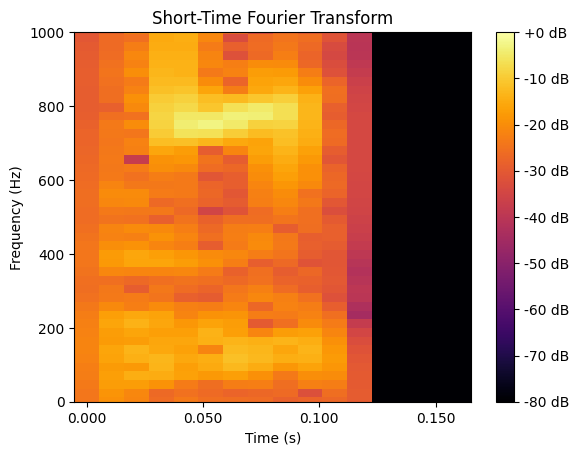 Short-Time Fourier Transform
1000
800
600
400
200
0
Frequency (Hz)
0.000
0.050
0.100
0.150
Time (s)
+0 dB
-10 dB
-20 dB
-30 dB
-40 dB
-50 dB
-60 dB
-70 dB
-80 dB